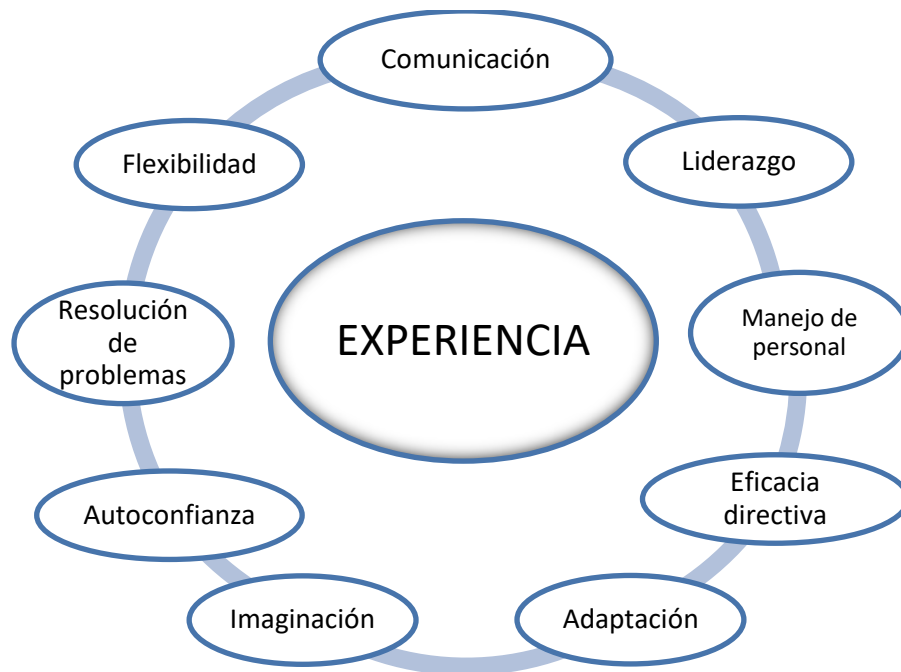 Comunicación
Liderazgo
Manejo de
personal
Eficacia
directiva
Adaptación
Imaginación
Autoconfianza
Resolución
de
problemas
Flexibilidad
EXPERIENCIA